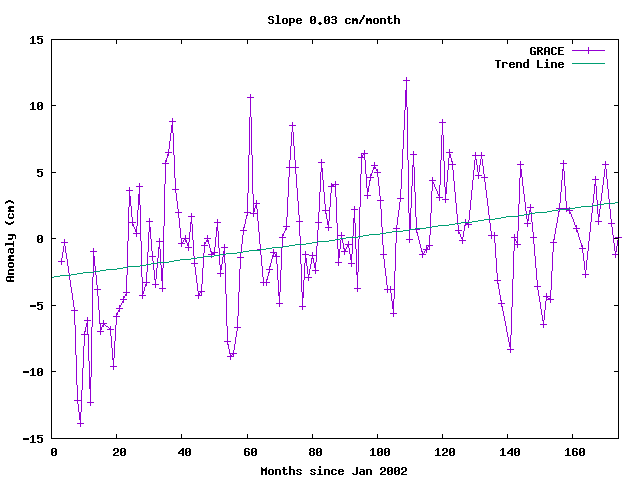 Slope 0.03 cm/month
GRACE
Trend Line
15
10
5
0
-5
-10
-15
Anomaly (cm)
0 20 40 60 80 100 120 140 160
Months since Jan 2002